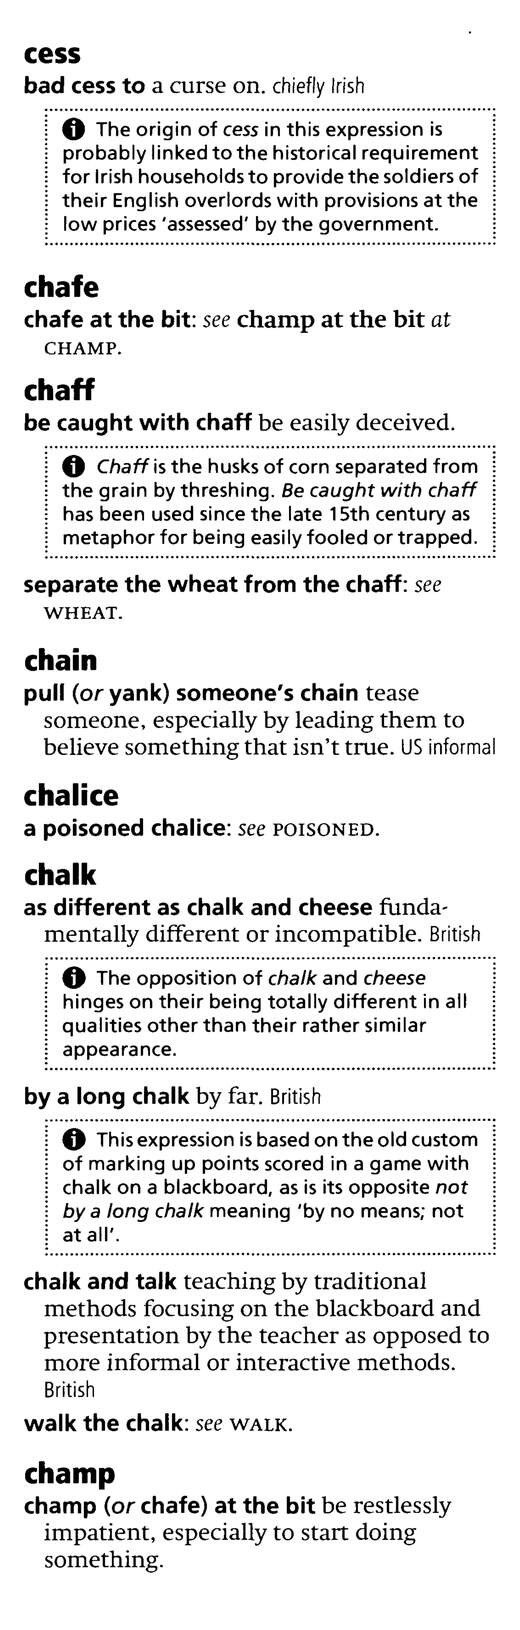 cess
bad cess to a curse on. chiefly Irish
ⓘ The origin of cess in this expression is
probably linked to the historical requirement
for Irish households to provide the soldiers of
their English overlords with provisions at the
low prices ‘assessed’ by the government.
chafe
chafe at the bit: see champ at the bit at
CHAMP.
chaff
be caught with chaff be easily deceived.
ⓘ Chaff is the husks of corn separated from
the grain by threshing. Be caught with chaff
has been used since the late 15th century as
metaphor for being easily fooled or trapped.
separate the wheat from the chaff: see
WHEAT.
chain
pull (or yank) someone’s chain tease
someone, especially by leading them to
believe something that isn’t true. US informal
chalice
a poisoned chalice: see POISONED.
chalk
as different as chalk and cheese funda-
mentally different or incompatible. British
ⓘ The opposition of chalk and cheese
hinges on their being totally different in all
qualities other than their rather similar
appearance.
by a long chalk by far. British
ⓘ This expression is based on the old custom
of marking up points scored in a game with
chalk on a blackboard, as is its opposite not
by a long chalk meaning ‘by no means; not
at all’.
chalk and talk teaching by traditional
methods focusing on the blackboard and
presentation by the teacher as opposed to
more informal or interactive methods.
British
walk the chalk: see WALK.
champ
champ (or chafe) at the bit be restlessly
impatient, especially to start doing
something.